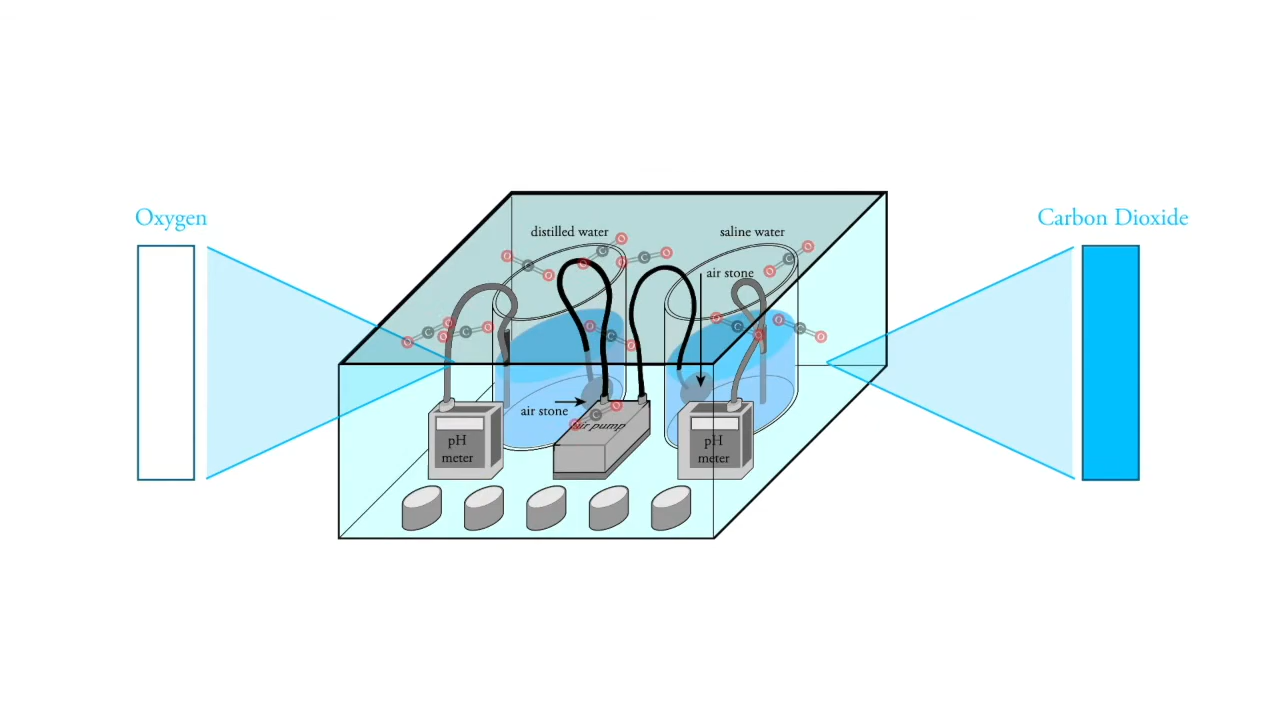 Oxygen
Carbon Dioxide
distilled water
saline water
air stone
air stone
air pump
pH
meter
pH
meter
O C O
O C O
O C O
O C O
O C O
O C O
O C O
O C O
O C O
O C O